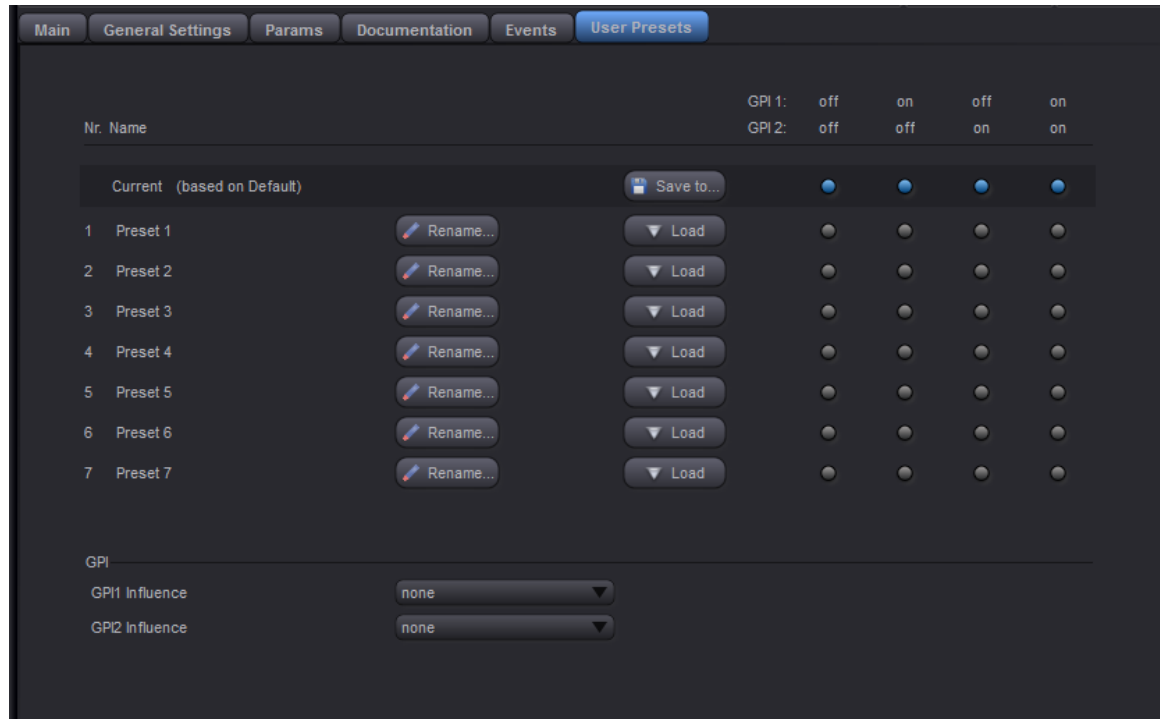 Main General Settings Params Documentation Events User Presets
GPI 1: off on off on
Nr. Name GPI 2: off off on on
Current (based on Default) Save to...
1 Preset 1 Rename... Load
2 Preset 2 Rename... Load
3 Preset 3 Rename... Load
4 Preset 4 Rename... Load
5 Preset 5 Rename... Load
6 Preset 6 Rename... Load
7 Preset 7 Rename... Load
GPI
GPI1 Influence none
GPI2 Influence none